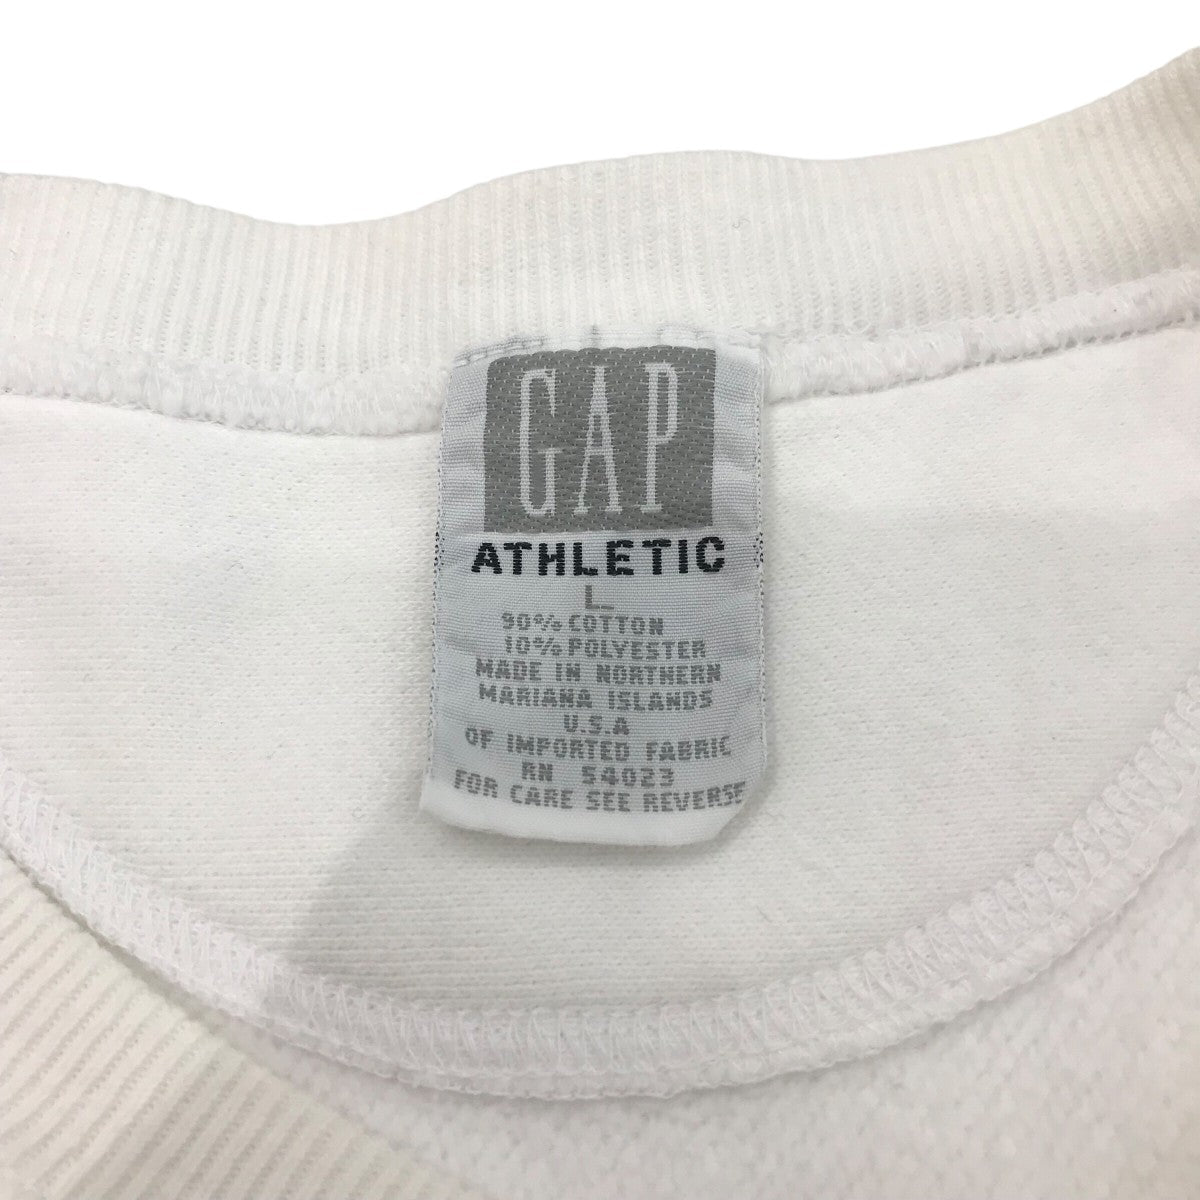 GAP
ATHLETIC
L
90% COTTON
10% POLYESTER
MADE IN NORTHERN
MARIANA ISLANDS
U.S.A
OF IMPORTED FABRIC
RN 54023
FOR CARE SEE REVERSE